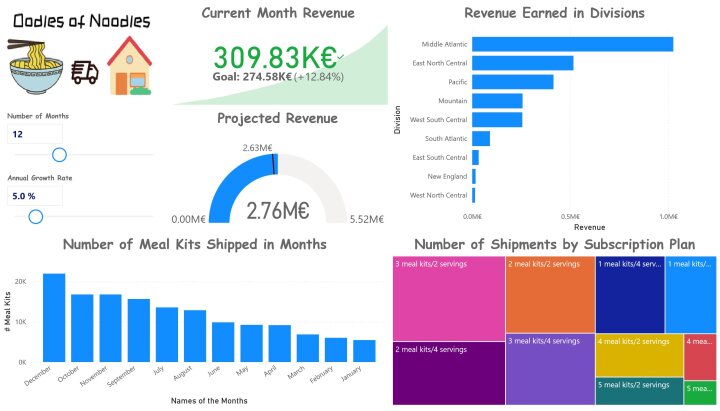 Oodles of Noodles
Number of Months
12
Annual Growth Rate
5.0 %
Current Month Revenue
309.83K€
Goal: 274.58K€ (+12.84%)
Projected Revenue
2.63M€
0.00M€
2.76M€
5.52M€
Revenue Earned in Divisions
Division
Middle Atlantic
East North Central
Pacific
Mountain
West South Central
South Atlantic
East South Central
New England
West North Central
0.0M€
0.5M€
1.0M€
Revenue
Number of Meal Kits Shipped in Months
# Meal Kits
20K
10K
0K
December
October
November
September
July
August
June
May
April
March
February
January
Names of the Months
Number of Shipments by Subscription Plan
3 meal kits/2 servings
2 meal kits/2 servings
1 meal kits/4 serv...
1 meal kits/2 ...
2 meal kits/4 servings
3 meal kits/4 servings
4 meal kits/2 servings
4 mea...
5 meal kits/2 servings
5 mea...